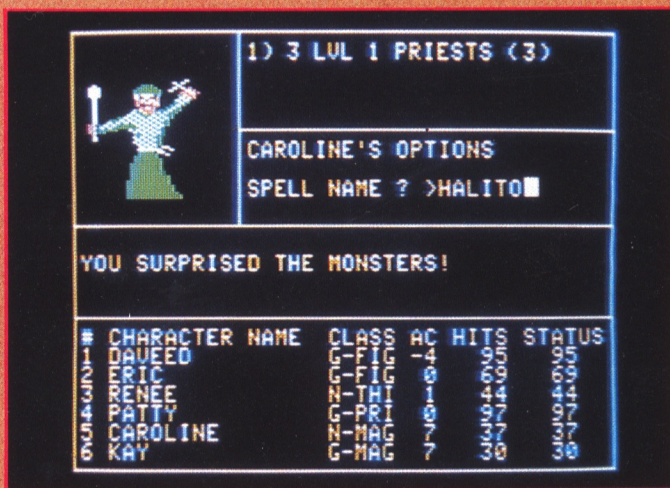 1) 3 LVL 1 PRIESTS (3)
CAROLINE'S OPTIONS
SPELL NAME ? >HALITO
YOU SURPRISED THE MONSTERS!
# CHARACTER NAME CLASS AC HITS STATUS
1 DAVEED G-FIG -4 95 95
2 ERIC G-FIG 0 69 69
3 RENEE N-THI 1 44 44
4 PATTY G-PRI 0 97 97
5 CAROLINE N-MAG 7 37 37
6 KAY G-MAG 7 30 30